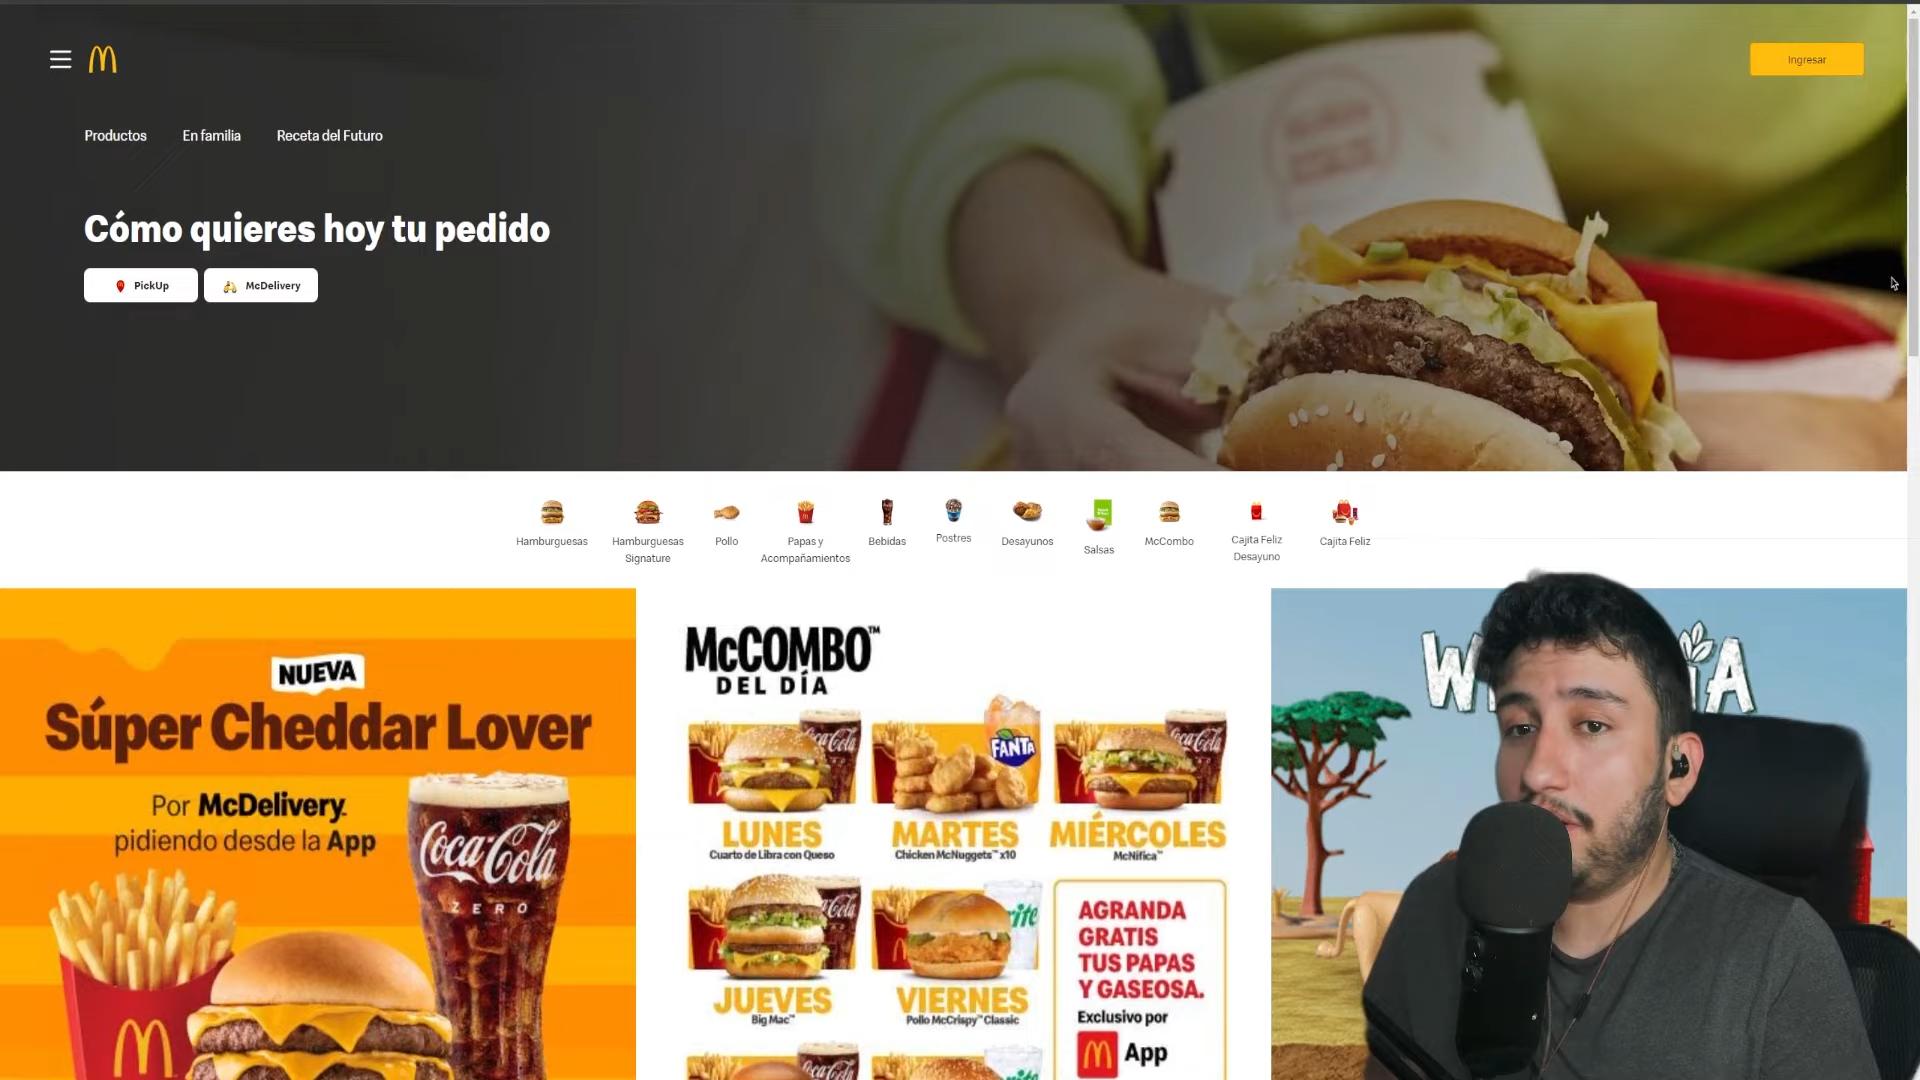 Ingresar
Productos En familia Receta del Futuro
Cómo quieres hoy tu pedido
PickUp McDelivery
Hamburguesas
Hamburguesas
Signature
Pollo
Papas y
Acompañamientos
Bebidas
Postres
Desayunos
Salsas
McCombo
Cajita Feliz
Desayuno
Cajita Feliz
NUEVA
Súper Cheddar Lover
Por McDelivery.
pidiendo desde la App
Coca-Cola
ZERO
McCOMBO™
DEL DÍA
Coca-Cola
FANTA
LUNES
Cuarto de Libra con Queso
MARTES
Chicken McNuggets™ x10
MIÉRCOLES
McNífica™
JUEVES
Big Mac™
VIERNES
Pollo McCrispy™ Classic
AGRANDA
GRATIS
TUS PAPAS
Y GASEOSA.
Exclusivo por
App